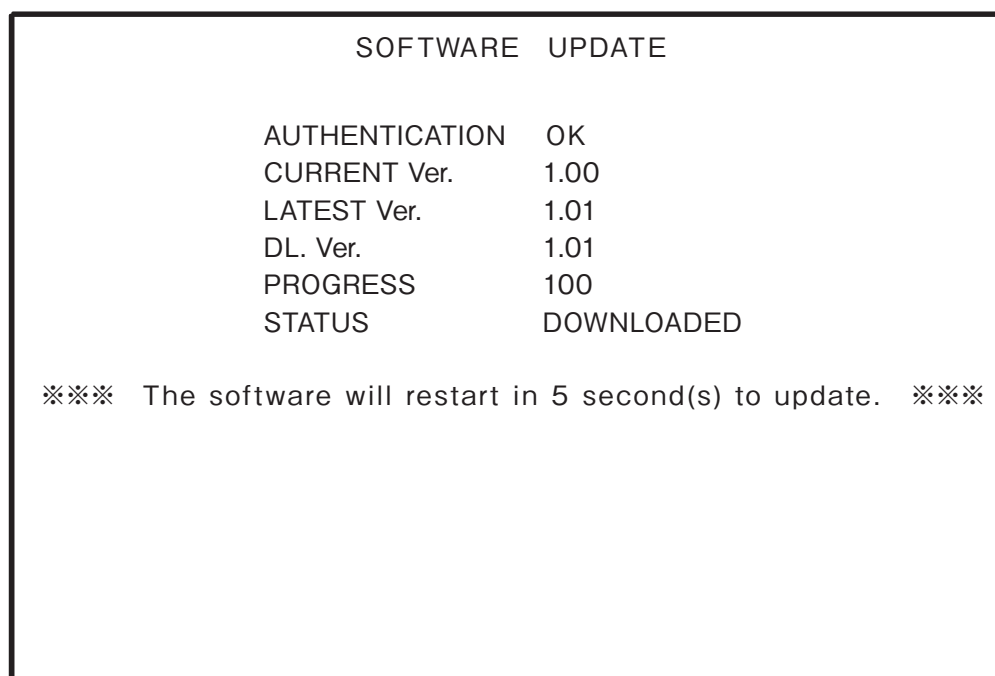 SOFTWARE UPDATE
AUTHENTICATION OK
CURRENT Ver. 1.00
LATEST Ver. 1.01
DL. Ver. 1.01
PROGRESS 100
STATUS DOWNLOADED
※※※ The software will restart in 5 second(s) to update. ※※※